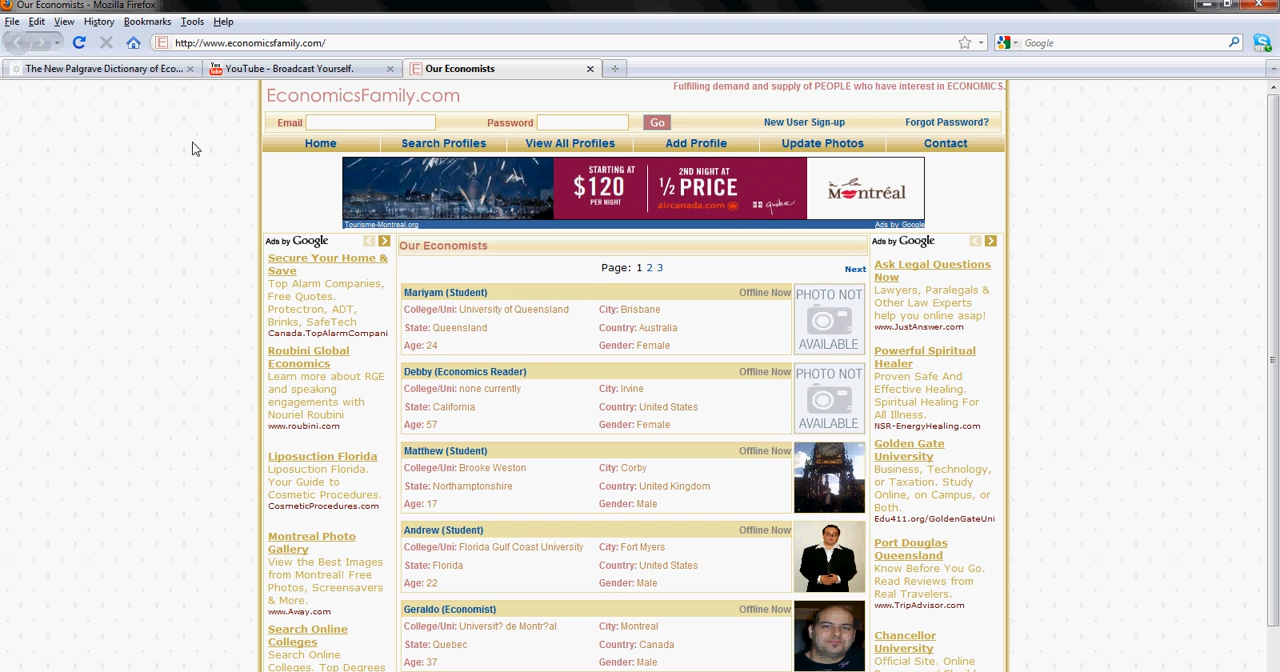 Our Economists - Mozilla Firefox
File Edit View History Bookmarks Tools Help
http://www.economicsfamily.com/
Google
The New Palgrave Dictionary of Eco...
YouTube - Broadcast Yourself.
Our Economists
EconomicsFamily.com
Fulfilling demand and supply of PEOPLE who have interest in ECONOMICS.
Email
Password
Go
New User Sign-up
Forgot Password?
Home
Search Profiles
View All Profiles
Add Profile
Update Photos
Contact
STARTING AT
$120
PER NIGHT
2ND NIGHT AT
½ PRICE
aircanada.com
Québec
à la
Montréal
Tourisme-Montreal.org
Ads by Google
Ads by Google
Secure Your Home &
Save
Top Alarm Companies,
Free Quotes.
Protectron, ADT,
Brinks, SafeTech
Canada.TopAlarmCompani
Roubini Global
Economics
Learn more about RGE
and speaking
engagements with
Nouriel Roubini
www.roubini.com
Liposuction Florida
Liposuction Florida.
Your Guide to
Cosmetic Procedures.
CosmeticProcedures.com
Montreal Photo
Gallery
View the Best Images
from Montreal! Free
Photos, Screensavers
& More.
www.Away.com
Search Online
Colleges
Search Online
Colleges. Top Degrees
Our Economists
Page: 1 2 3
Next
Mariyam (Student)
Offline Now
College/Uni: University of Queensland
City: Brisbane
State: Queensland
Country: Australia
Age: 24
Gender: Female
PHOTO NOT
AVAILABLE
Debby (Economics Reader)
Offline Now
College/Uni: none currently
City: Irvine
State: California
Country: United States
Age: 57
Gender: Female
PHOTO NOT
AVAILABLE
Matthew (Student)
Offline Now
College/Uni: Brooke Weston
City: Corby
State: Northamptonshire
Country: United Kingdom
Age: 17
Gender: Male
Andrew (Student)
Offline Now
College/Uni: Florida Gulf Coast University
City: Fort Myers
State: Florida
Country: United States
Age: 22
Gender: Male
Geraldo (Economist)
Offline Now
College/Uni: Universit? de Montr?al
City: Montreal
State: Quebec
Country: Canada
Age: 37
Gender: Male
Ads by Google
Ask Legal Questions
Now
Lawyers, Paralegals &
Other Law Experts
help you online asap!
www.JustAnswer.com
Powerful Spiritual
Healer
Proven Safe And
Effective Healing.
Spiritual Healing For
All Illness.
NSR-EnergyHealing.com
Golden Gate
University
Business, Technology,
or Taxation. Study
Online, on Campus, or
Both.
Edu411.org/GoldenGateUni
Port Douglas
Queensland
Know Before You Go.
Read Reviews from
Real Travelers.
www.TripAdvisor.com
Chancellor
University
Official Site. Online